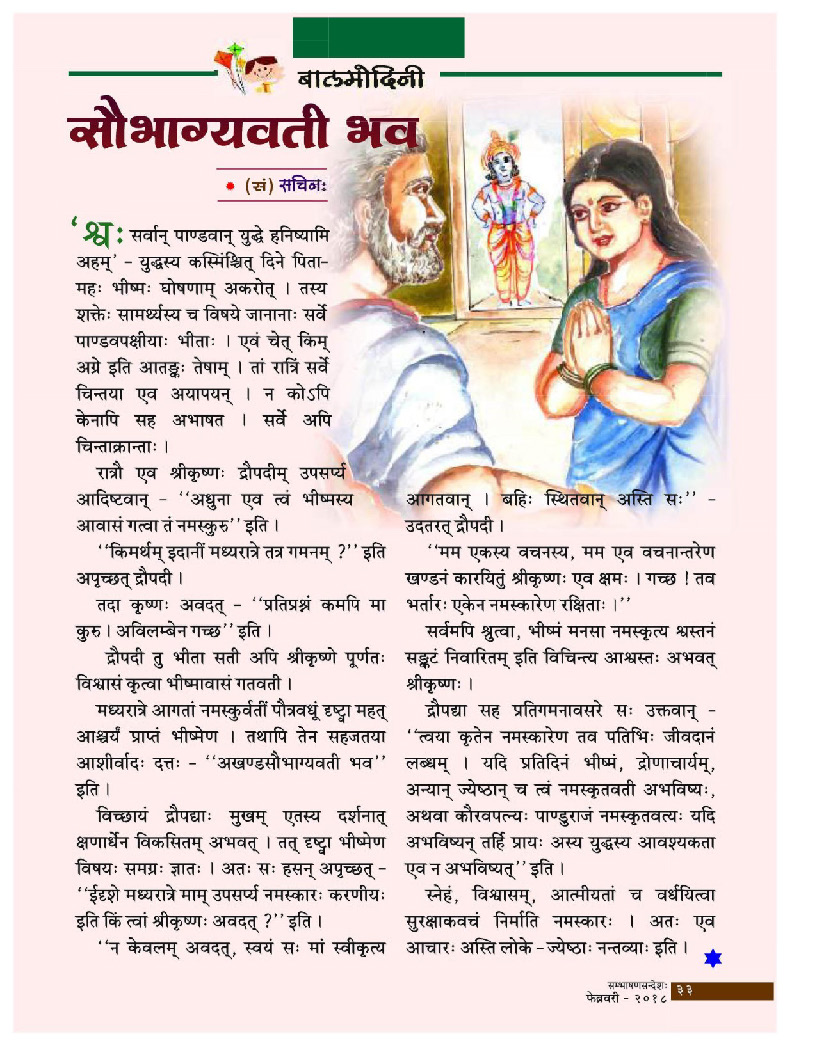 बालमोदिनी
सौभाग्यवती भव
• (सं) सचिनः
‘श्वः सर्वान् पाण्डवान् युद्धे हनिष्यामि
अहम्’ – युद्धस्य कस्मिंश्चित् दिने पिता-
महः भीष्मः घोषणाम् अकरोत् । तस्य
शक्तेः सामर्थ्यस्य च विषये जानानाः सर्वे
पाण्डवपक्षीयाः भीताः । एवं चेत् किम्
अग्रे इति आतङ्कः तेषाम् । तां रात्रिं सर्वे
चिन्तया एव अयापयन् । न कोऽपि
केनापि सह अभाषत । सर्वे अपि
चिन्ताक्रान्ताः ।
रात्रौ एव श्रीकृष्णः द्रौपदीम् उपसर्प्य
आदिष्टवान् – ‘‘अधुना एव त्वं भीष्मस्य
आवासं गत्वा तं नमस्कुरु’’ इति ।
‘‘किमर्थम् इदानीं मध्यरात्रे तत्र गमनम् ?’’ इति
अपृच्छत् द्रौपदी ।
तदा कृष्णः अवदत् – ‘‘प्रतिप्रश्नं कमपि मा
कुरु । अविलम्बेन गच्छ’’ इति ।
द्रौपदी तु भीता सती अपि श्रीकृष्णे पूर्णतः
विश्वासं कृत्वा भीष्मावासं गतवती ।
मध्यरात्रे आगतां नमस्कुर्वतीं पौत्रवधूं दृष्ट्वा महत्
आश्चर्यं प्राप्तं भीष्मेण । तथापि तेन सहजतया
आशीर्वादः दत्तः – ‘‘अखण्डसौभाग्यवती भव’’
इति ।
विच्छायं द्रौपद्याः मुखम् एतस्य दर्शनात्
क्षणार्धेन विकसितम् अभवत् । तत् दृष्ट्वा भीष्मेण
विषयः समग्रः ज्ञातः । अतः सः हसन् अपृच्छत् –
‘‘ईदृशे मध्यरात्रे माम् उपसर्प्य नमस्कारः करणीयः
इति किं त्वां श्रीकृष्णः अवदत् ?’’ इति ।
‘‘न केवलम् अवदत्, स्वयं सः मां स्वीकृत्य
आगतवान् । बहिः स्थितवान् अस्ति सः’’ –
उदतरत् द्रौपदी ।
‘‘मम एकस्य वचनस्य, मम एव वचनान्तरेण
खण्डनं कारयितुं श्रीकृष्णः एव क्षमः । गच्छ ! तव
भर्तारः एकेन नमस्कारेण रक्षिताः ।’’
सर्वमपि श्रुत्वा, भीष्मं मनसा नमस्कृत्य श्वस्तनं
सङ्कटं निवारितम् इति विचिन्त्य आश्वस्तः अभवत्
श्रीकृष्णः ।
द्रौपद्या सह प्रतिगमनावसरे सः उक्तवान् –
‘‘त्वया कृतेन नमस्कारेण तव पतिभिः जीवदानं
लब्धम् । यदि प्रतिदिनं भीष्मं, द्रोणाचार्यम्,
अन्यान् ज्येष्ठान् च त्वं नमस्कृतवती अभविष्यः,
अथवा कौरवपत्न्यः पाण्डुराजं नमस्कृतवत्यः यदि
अभविष्यन् तर्हि प्रायः अस्य युद्धस्य आवश्यकता
एव न अभविष्यत्’’ इति ।
स्नेहं, विश्वासम्, आत्मीयतां च वर्धयित्वा
सुरक्षाकवचं निर्माति नमस्कारः । अतः एव
आचारः अस्ति लोके – ज्येष्ठाः नन्तव्याः इति ।
सम्भाषणसन्देशः
फेब्रवरी – २०१८
३३